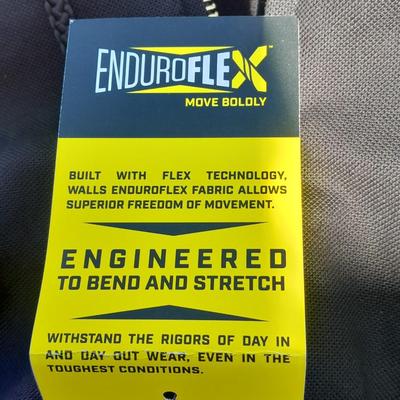 ENDUROFLEX™
MOVE BOLDLY
BUILT WITH FLEX TECHNOLOGY,
WALLS ENDUROFLEX FABRIC ALLOWS
SUPERIOR FREEDOM OF MOVEMENT.
ENGINEERED
TO BEND AND STRETCH
WITHSTAND THE RIGORS OF DAY IN
AND DAY OUT WEAR, EVEN IN THE
TOUGHEST CONDITIONS.